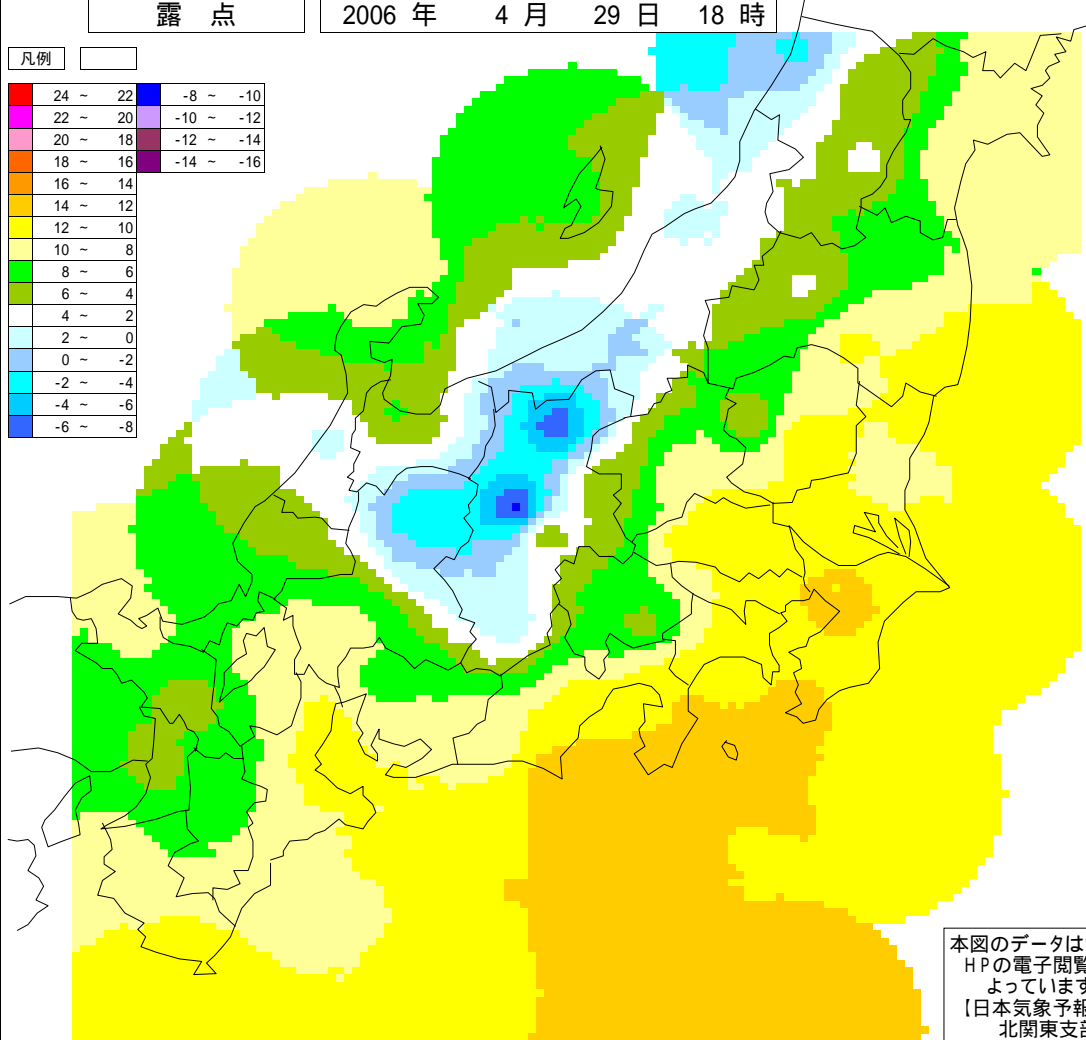 露 点
2006 年 4 月 29 日 18 時
凡例
24 ～ 22
22 ～ 20
20 ～ 18
18 ～ 16
16 ～ 14
14 ～ 12
12 ～ 10
10 ～ 8
8 ～ 6
6 ～ 4
4 ～ 2
2 ～ 0
0 ～ -2
-2 ～ -4
-4 ～ -6
-6 ～ -8
-8 ～ -10
-10 ～ -12
-12 ～ -14
-14 ～ -16
本図のデータは
HPの電子閲覧
よっています
【日本気象予報
北関東支部